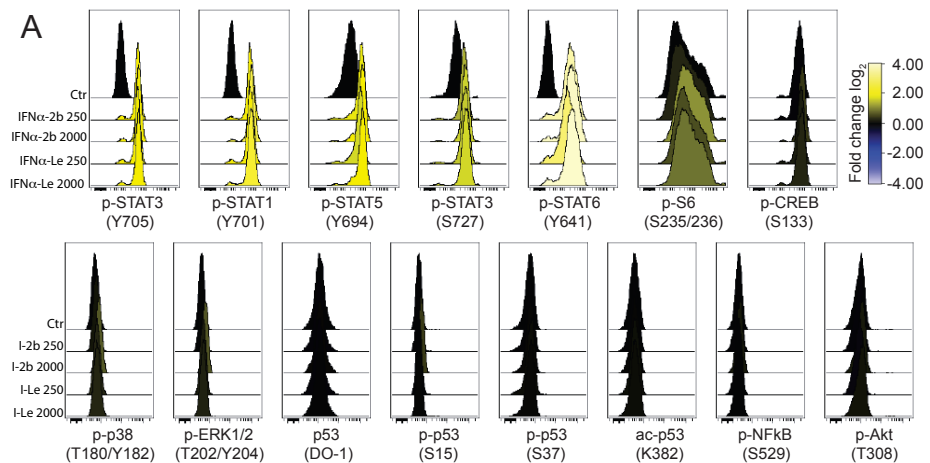 A
Ctr
IFNα-2b 250
IFNα-2b 2000
IFNα-Le 250
IFNα-Le 2000
p-STAT3
(Y705)
p-STAT1
(Y701)
p-STAT5
(Y694)
p-STAT3
(S727)
p-STAT6
(Y641)
p-S6
(S235/236)
p-CREB
(S133)
Fold change log2
4.00
2.00
0.00
2.00
-4.00
Ctr
I-2b 250
I-2b 2000
I-Le 250
I-Le 2000
p-p38
(T180/Y182)
p-ERK1/2
(T202/Y204)
p53
(DO-1)
p-p53
(S15)
p-p53
(S37)
ac-p53
(K382)
p-NFkB
(S529)
p-Akt
(T308)